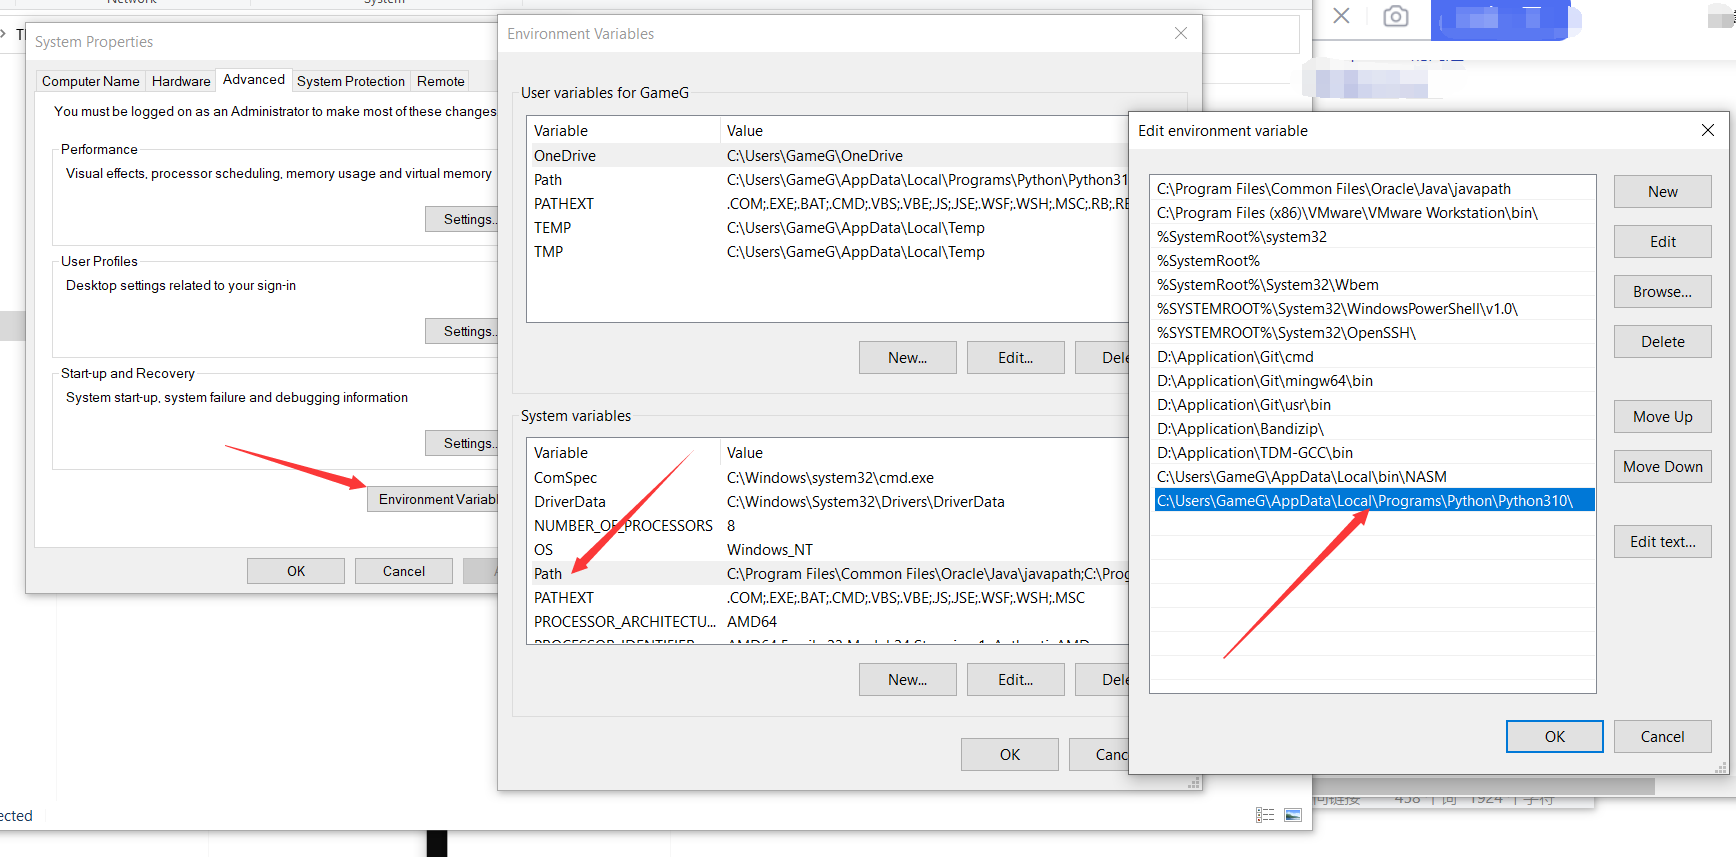 Network
System
System Properties
Computer Name
Hardware
Advanced
System Protection
Remote
You must be logged on as an Administrator to make most of these changes
Performance
Visual effects, processor scheduling, memory usage and virtual memory
Settings..
User Profiles
Desktop settings related to your sign-in
Settings..
Start-up and Recovery
System start-up, system failure and debugging information
Settings..
Environment Variabl
OK
Cancel
ected
Environment Variables
User variables for GameG
Variable Value
OneDrive C:\Users\GameG\OneDrive
Path C:\Users\GameG\AppData\Local\Programs\Python\Python31
PATHEXT .COM;.EXE;.BAT;.CMD;.VBS;.VBE;.JS;.JSE;.WSF;.WSH;.MSC;.RB;.RE
TEMP C:\Users\GameG\AppData\Local\Temp
TMP C:\Users\GameG\AppData\Local\Temp
New...
Edit...
Dele
System variables
Variable Value
ComSpec C:\Windows\system32\cmd.exe
DriverData C:\Windows\System32\Drivers\DriverData
NUMBER_OF_PROCESSORS 8
OS Windows_NT
Path C:\Program Files\Common Files\Oracle\Java\javapath;C:\Prog
PATHEXT .COM;.EXE;.BAT;.CMD;.VBS;.VBE;.JS;.JSE;.WSF;.WSH;.MSC
PROCESSOR_ARCHITECTU... AMD64
New...
Edit...
Dele
OK
Canc
Edit environment variable
C:\Program Files\Common Files\Oracle\Java\javapath
C:\Program Files (x86)\VMware\VMware Workstation\bin\
%SystemRoot%\system32
%SystemRoot%
%SystemRoot%\System32\Wbem
%SYSTEMROOT%\System32\WindowsPowerShell\v1.0\
%SYSTEMROOT%\System32\OpenSSH\
D:\Application\Git\cmd
D:\Application\Git\mingw64\bin
D:\Application\Git\usr\bin
D:\Application\Bandizip\
D:\Application\TDM-GCC\bin
C:\Users\GameG\AppData\Local\bin\NASM
C:\Users\GameG\AppData\Local\Programs\Python\Python310\
New
Edit
Browse...
Delete
Move Up
Move Down
Edit text...
OK
Cancel